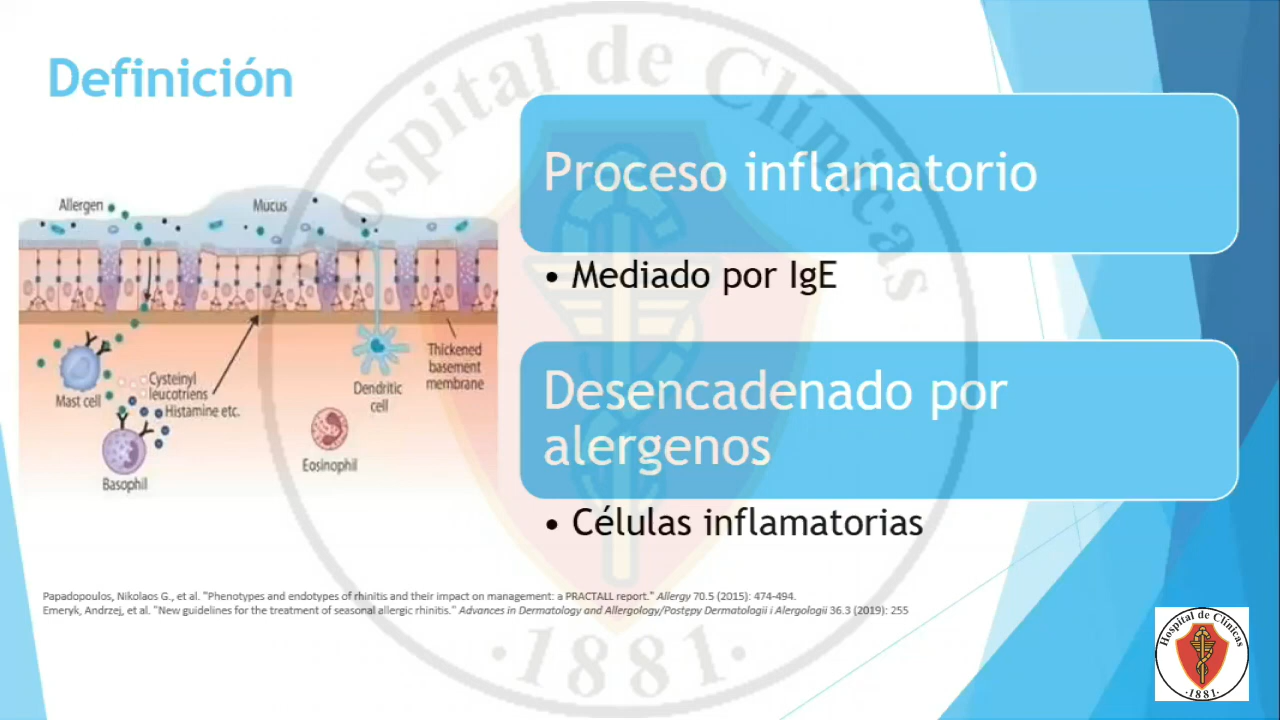 Definición
Proceso inflamatorio
• Mediado por IgE
Desencadenado por
alergenos
• Células inflamatorias
Allergen
Mucus
Mast cell
Cysteinyl
leucotriens
Histamine etc.
Basophil
Eosinophil
Dendritic
cell
Thickened
basement
membrane
Papadopoulos, Nikolaos G., et al. "Phenotypes and endotypes of rhinitis and their impact on management: a PRACTALL report." Allergy 70.5 (2015): 474-494.
Emeryk, Andrzej, et al. "New guidelines for the treatment of seasonal allergic rhinitis." Advances in Dermatology and Allergology/Postępy Dermatologii i Alergologii 36.3 (2019): 255
Hospital de Clínicas
·1881·
Hospital de Clínicas
·1881·